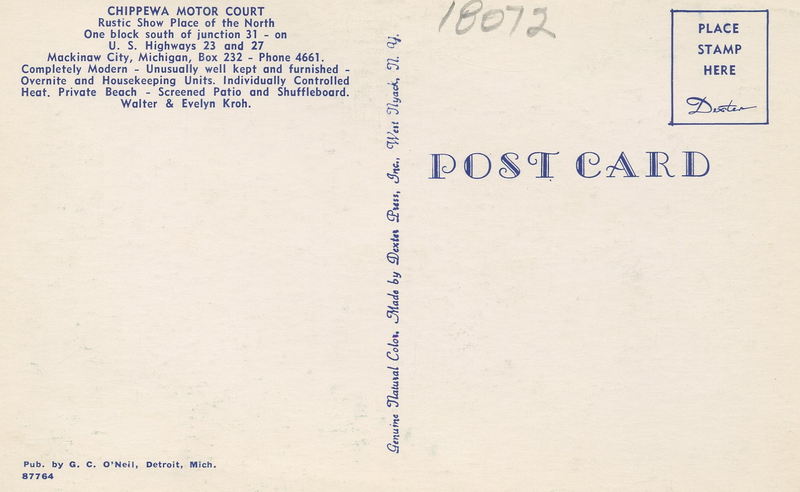 CHIPPEWA MOTOR COURT
Rustic Show Place of the North
One block south of junction 31 - on
U. S. Highways 23 and 27
Mackinaw City, Michigan, Box 232 - Phone 4661.
Completely Modern - Unusually well kept and furnished -
Overnite and Housekeeping Units. Individually Controlled
Heat. Private Beach - Screened Patio and Shuffleboard.
Walter & Evelyn Kroh.
Pub. by G. C. O'Neil, Detroit, Mich.
87764
Genuine Natural Color. Made by Dexter Press, Inc., West Nyack, N. Y.
18072
PLACE
STAMP
HERE
Dexter
POST CARD